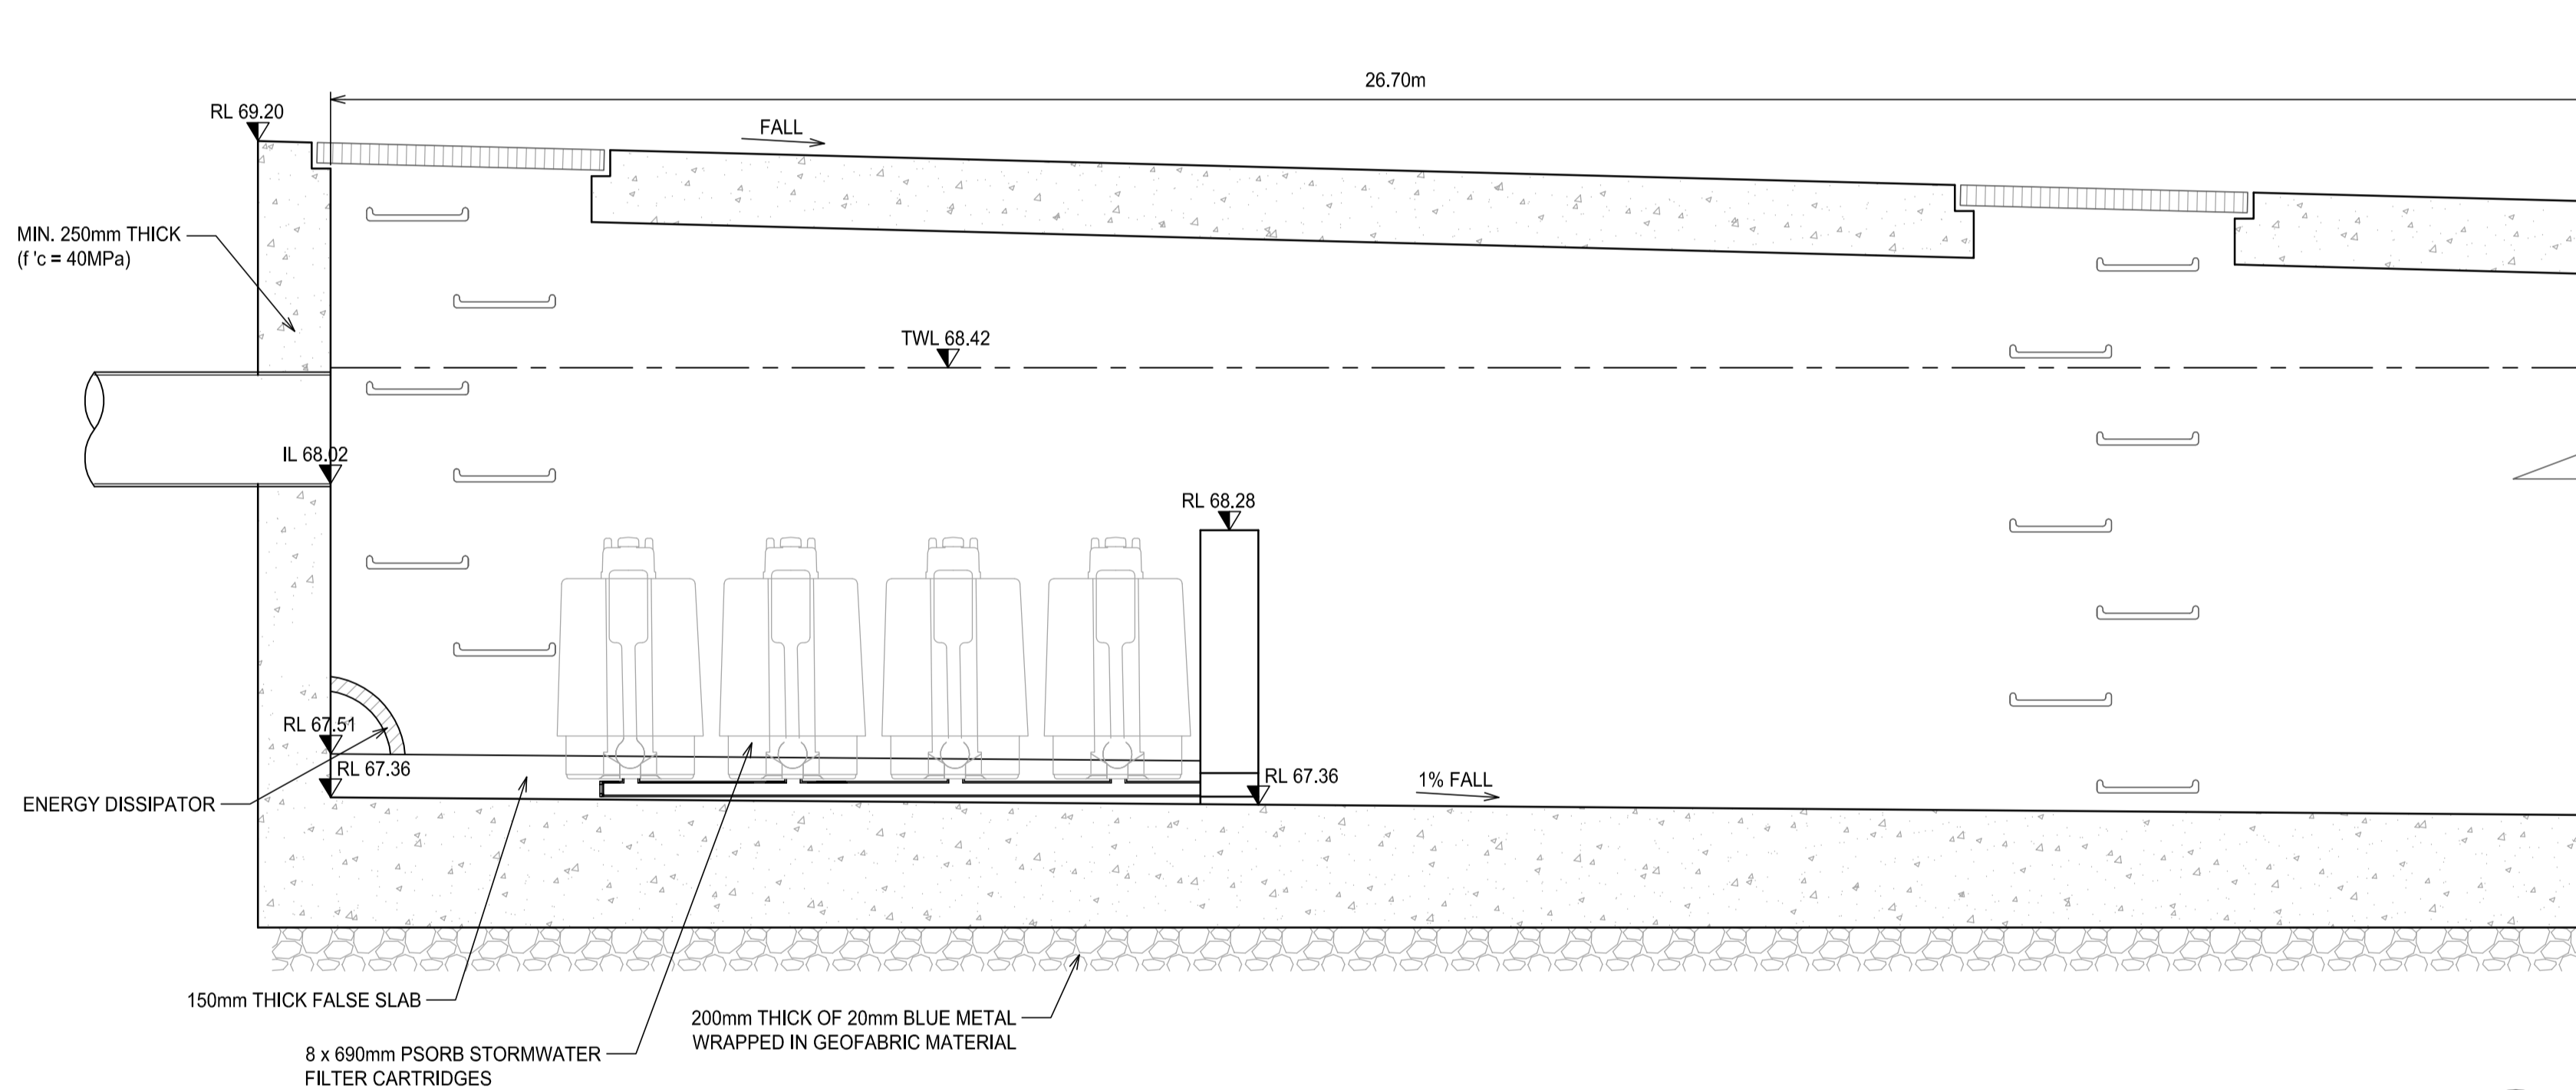 26.70m
RL 69.20
FALL
MIN. 250mm THICK
(f 'c = 40MPa)
TWL 68.42
IL 68.02
RL 68.28
RL 67.51
RL 67.36
RL 67.36
1% FALL
ENERGY DISSIPATOR
150mm THICK FALSE SLAB
200mm THICK OF 20mm BLUE METAL
WRAPPED IN GEOFABRIC MATERIAL
8 x 690mm PSORB STORMWATER
FILTER CARTRIDGES